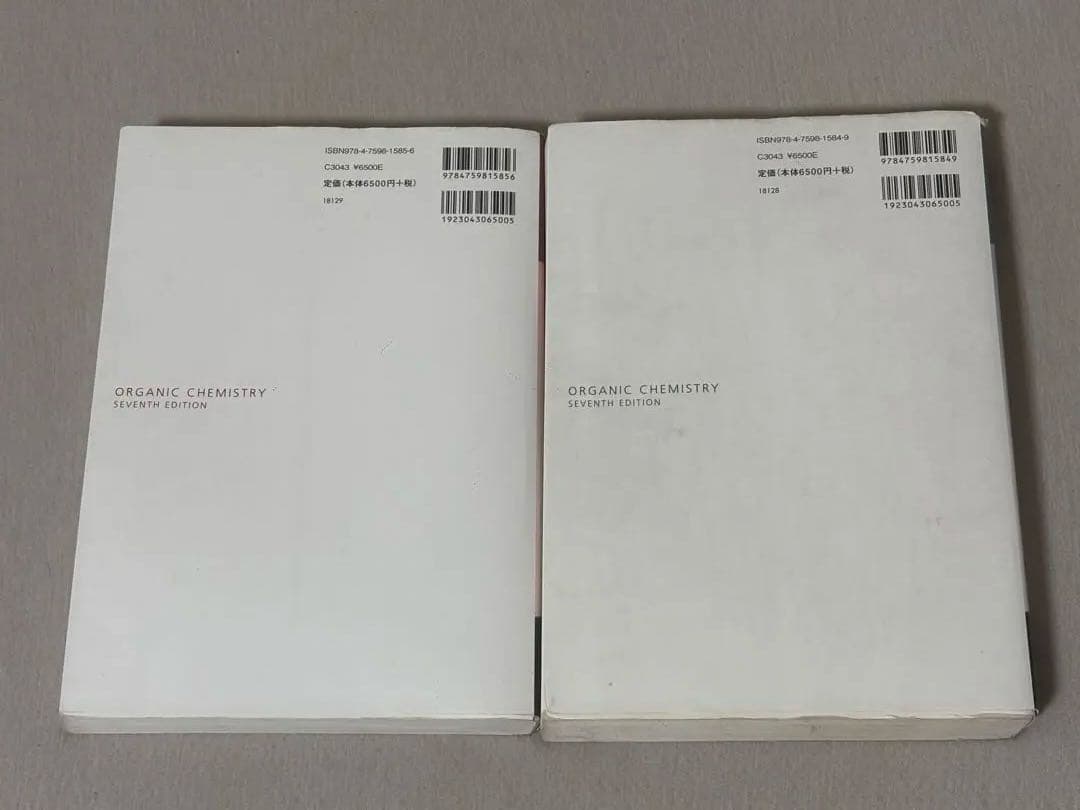 ISBN978-4-7598-1585-6
C3043 ¥6500E
定価(本体6500円+税)
18129
9784759815856
1923043065005
ORGANIC CHEMISTRY
SEVENTH EDITION
ISBN978-4-7598-1584-9
C3043 ¥6500E
定価(本体6500円+税)
18128
9784759815849
1923043065005
ORGANIC CHEMISTRY
SEVENTH EDITION